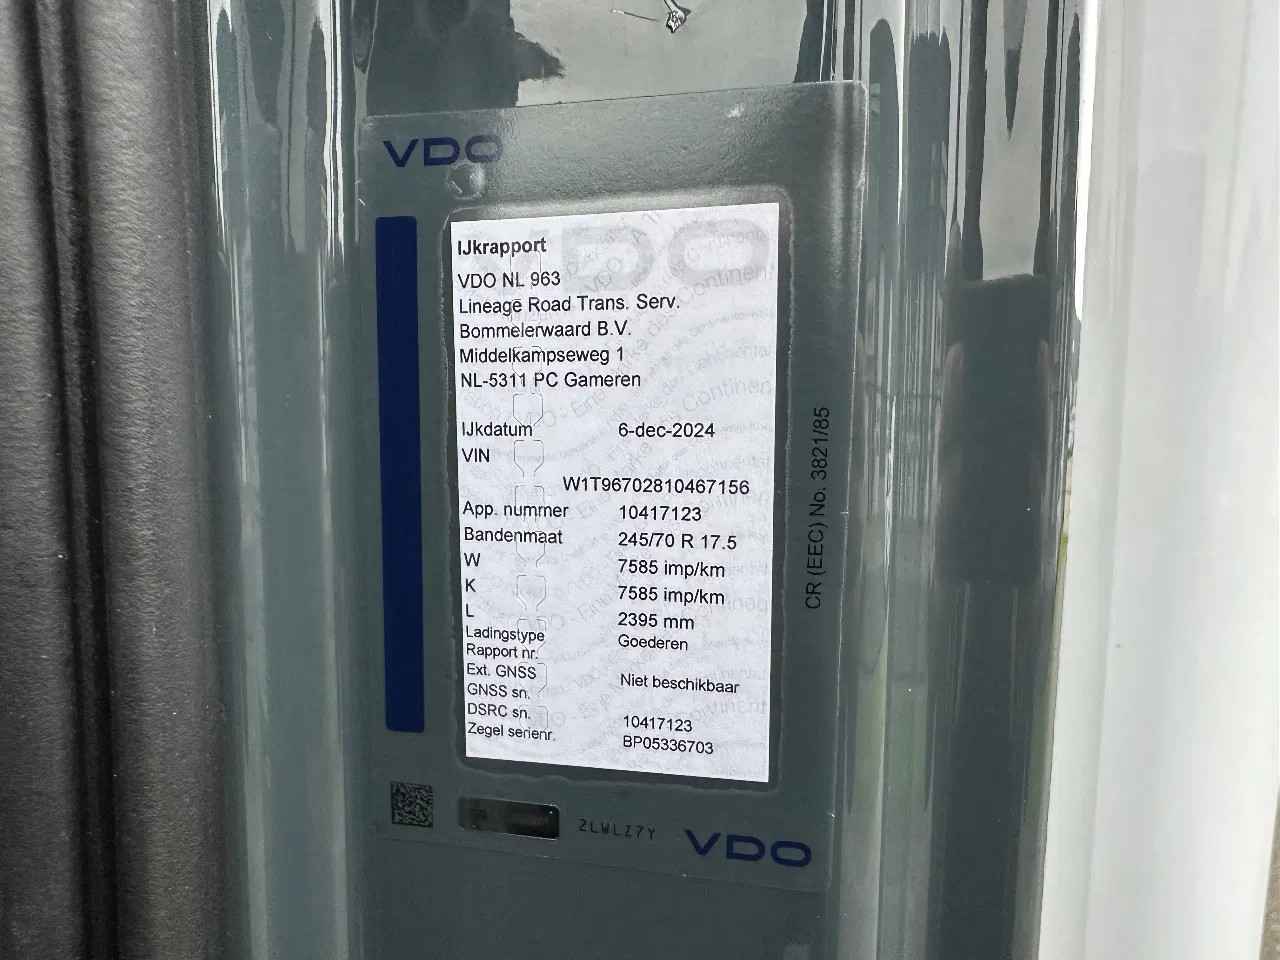 VDO
IJkrapport
VDO NL 963
Lineage Road Trans. Serv.
Bommelerwaard B.V.
Middelkampseweg 1
NL-5311 PC Gameren
IJkdatum 6-dec-2024
VIN
W1T96702810467156
App. nummer 10417123
Bandenmaat 245/70 R 17.5
W 7585 imp/km
K 7585 imp/km
L 2395 mm
Ladingstype Goederen
Rapport nr.
Ext. GNSS Niet beschikbaar
GNSS sn.
DSRC sn. 10417123
Zegel serienr. BP05336703
CR (EEC) No. 3821/85
2LWLZ7Y
VDO